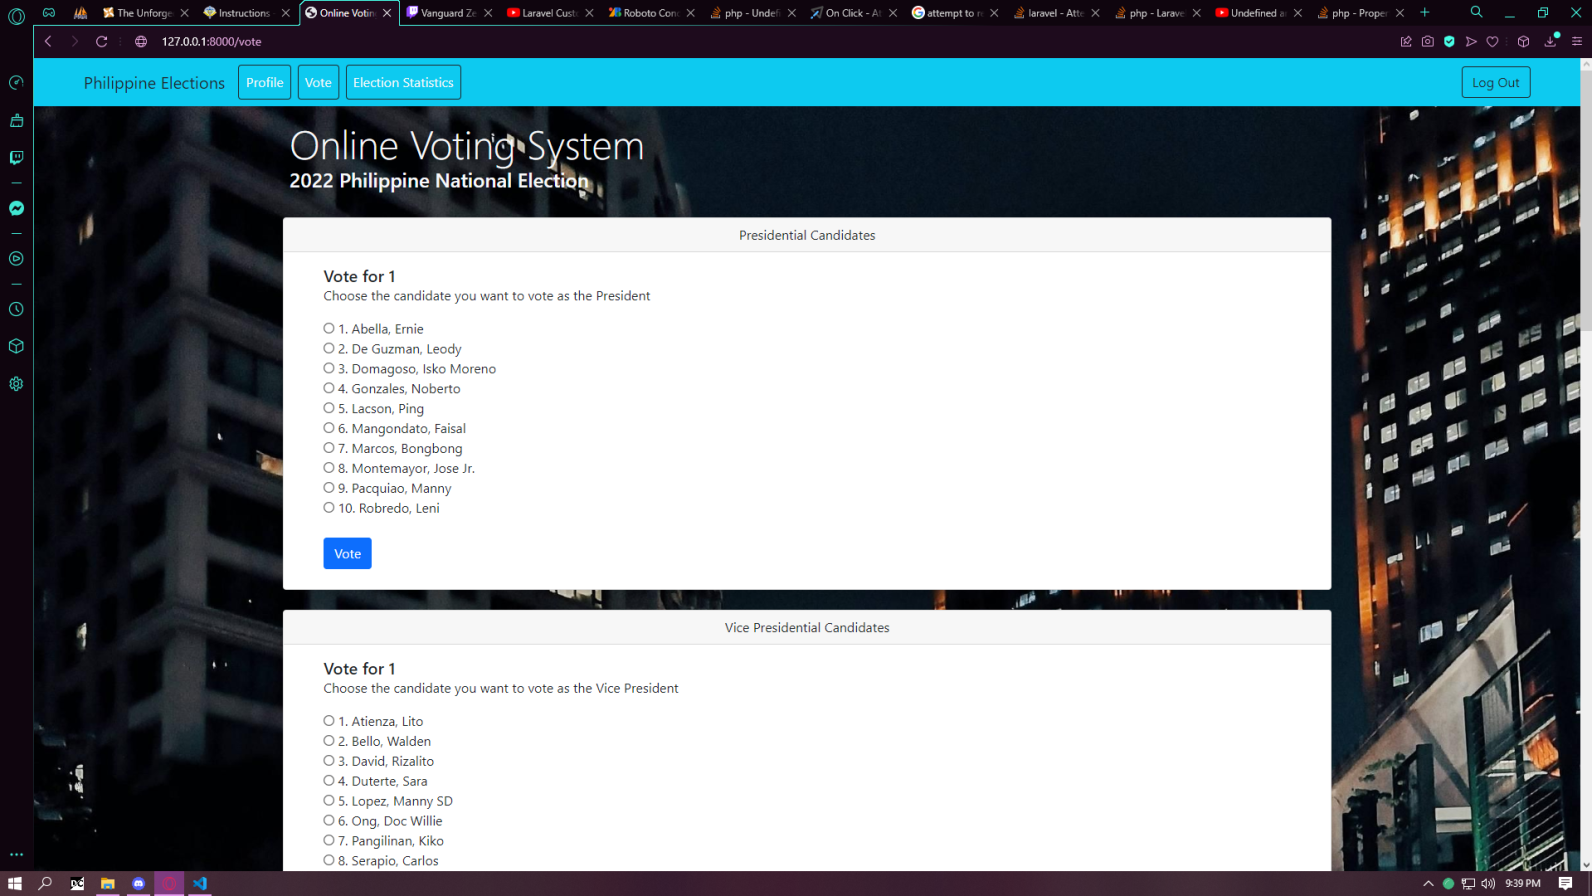 The Unforge
Instructions
Online Votin
Vanguard Ze
Laravel Cust
Roboto Con
php - Undefi
On Click - At
attempt to r
laravel - Atte
php - Larave
Undefined a
php - Proper
127.0.0.1:8000/vote
Philippine Elections
Profile
Vote
Election Statistics
Log Out
Online Voting System
2022 Philippine National Election
Presidential Candidates
Vote for 1
Choose the candidate you want to vote as the President
1. Abella, Ernie
2. De Guzman, Leody
3. Domagoso, Isko Moreno
4. Gonzales, Noberto
5. Lacson, Ping
6. Mangondato, Faisal
7. Marcos, Bongbong
8. Montemayor, Jose Jr.
9. Pacquiao, Manny
10. Robredo, Leni
Vote
Vice Presidential Candidates
Vote for 1
Choose the candidate you want to vote as the Vice President
1. Atienza, Lito
2. Bello, Walden
3. David, Rizalito
4. Duterte, Sara
5. Lopez, Manny SD
6. Ong, Doc Willie
7. Pangilinan, Kiko
8. Serapio, Carlos
9:39 PM